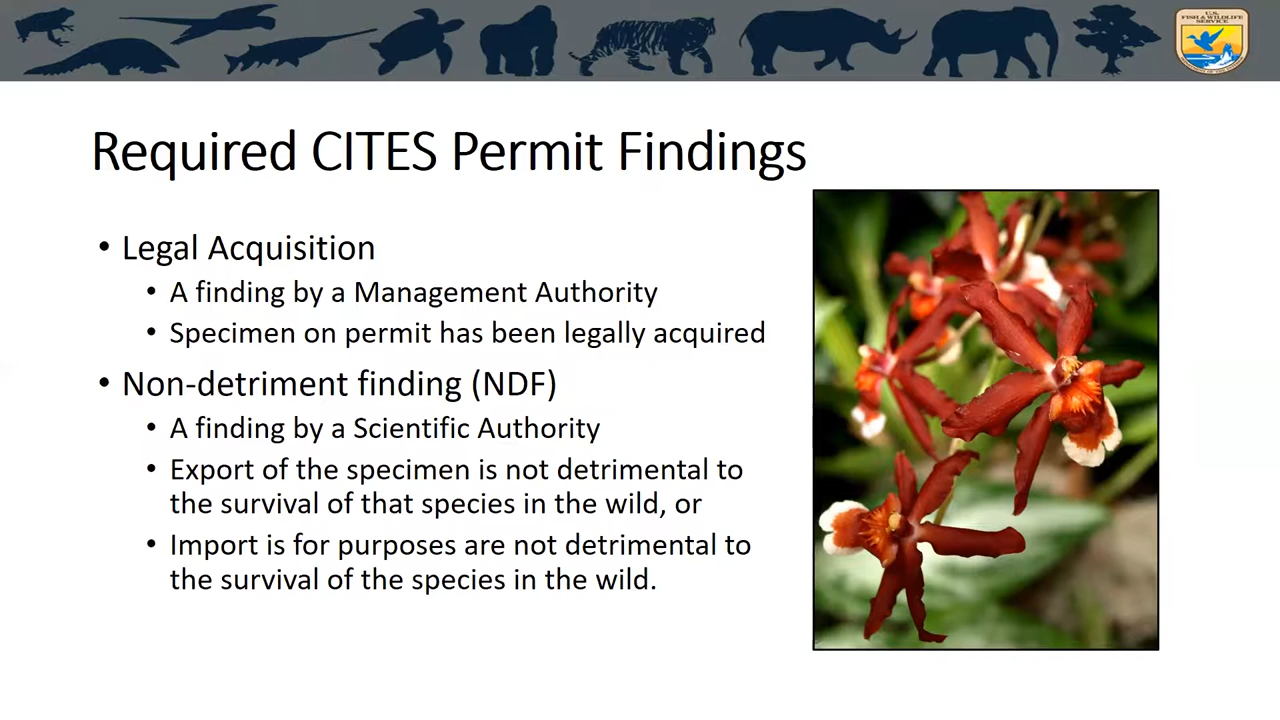 U.S.
FISH & WILDLIFE
SERVICE
Required CITES Permit Findings
• Legal Acquisition
• A finding by a Management Authority
• Specimen on permit has been legally acquired
• Non-detriment finding (NDF)
• A finding by a Scientific Authority
• Export of the specimen is not detrimental to
the survival of that species in the wild, or
• Import is for purposes are not detrimental to
the survival of the species in the wild.